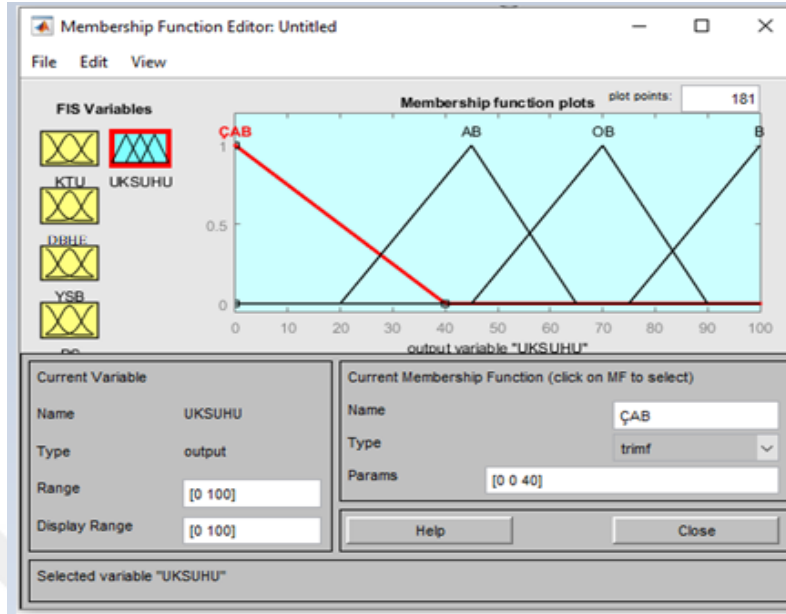 Membership Function Editor: Untitled
File Edit View
FIS Variables
KTU UKSUHU
DBHE
YSB
Membership function plots plot points: 181
ÇAB AB OB B
1
0.5
0
0 10 20 30 40 50 60 70 80 90 100
output variable "UKSUHU"
Current Variable
Name UKSUHU
Type output
Range [0 100]
Display Range [0 100]
Current Membership Function (click on MF to select)
Name ÇAB
Type trimf
Params [0 0 40]
Help Close
Selected variable "UKSUHU"